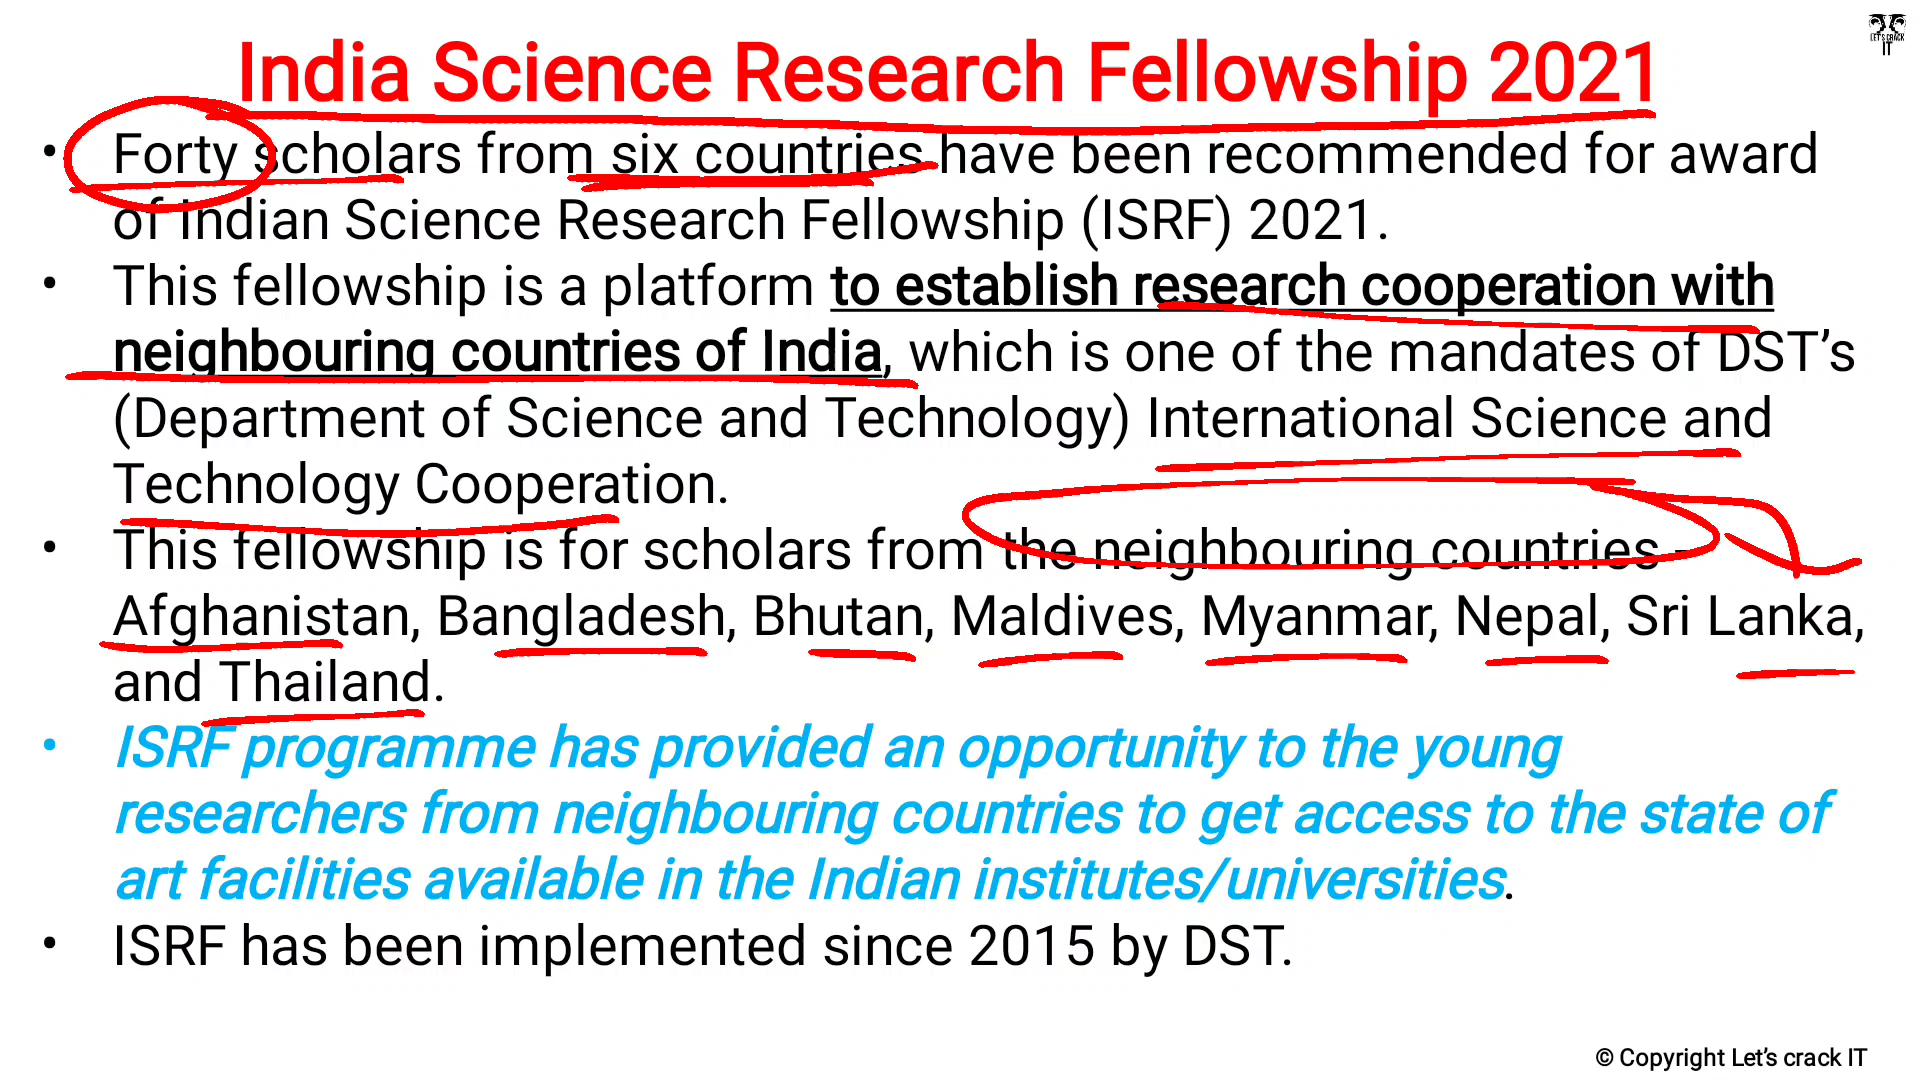 LET'S CRACK
IT
India Science Research Fellowship 2021
• Forty scholars from six countries have been recommended for award
of Indian Science Research Fellowship (ISRF) 2021.
• This fellowship is a platform to establish research cooperation with
neighbouring countries of India, which is one of the mandates of DST’s
(Department of Science and Technology) International Science and
Technology Cooperation.
• This fellowship is for scholars from the neighbouring countries -
Afghanistan, Bangladesh, Bhutan, Maldives, Myanmar, Nepal, Sri Lanka,
and Thailand.
• ISRF programme has provided an opportunity to the young
researchers from neighbouring countries to get access to the state of
art facilities available in the Indian institutes/universities.
• ISRF has been implemented since 2015 by DST.
© Copyright Let’s crack IT